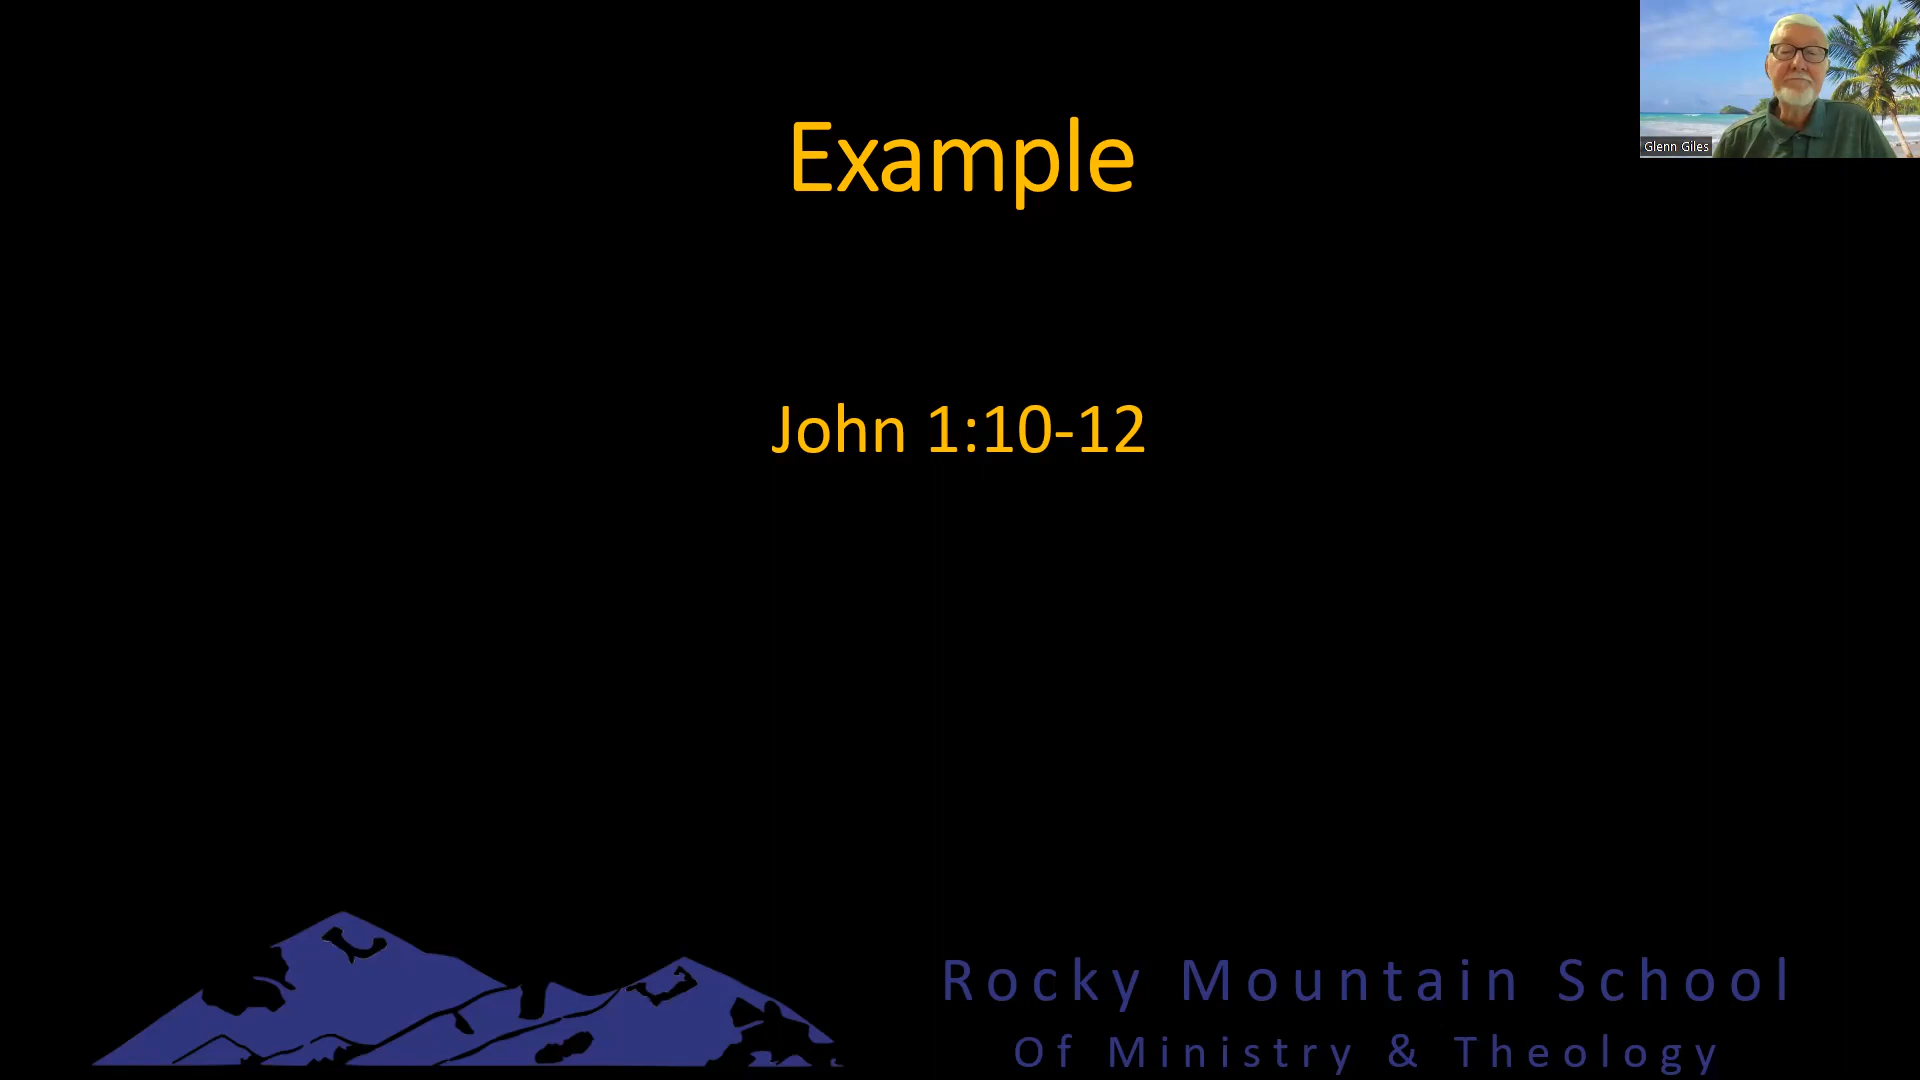 Example
Glenn Giles
John 1:10-12
Rocky Mountain School
Of Ministry & Theology